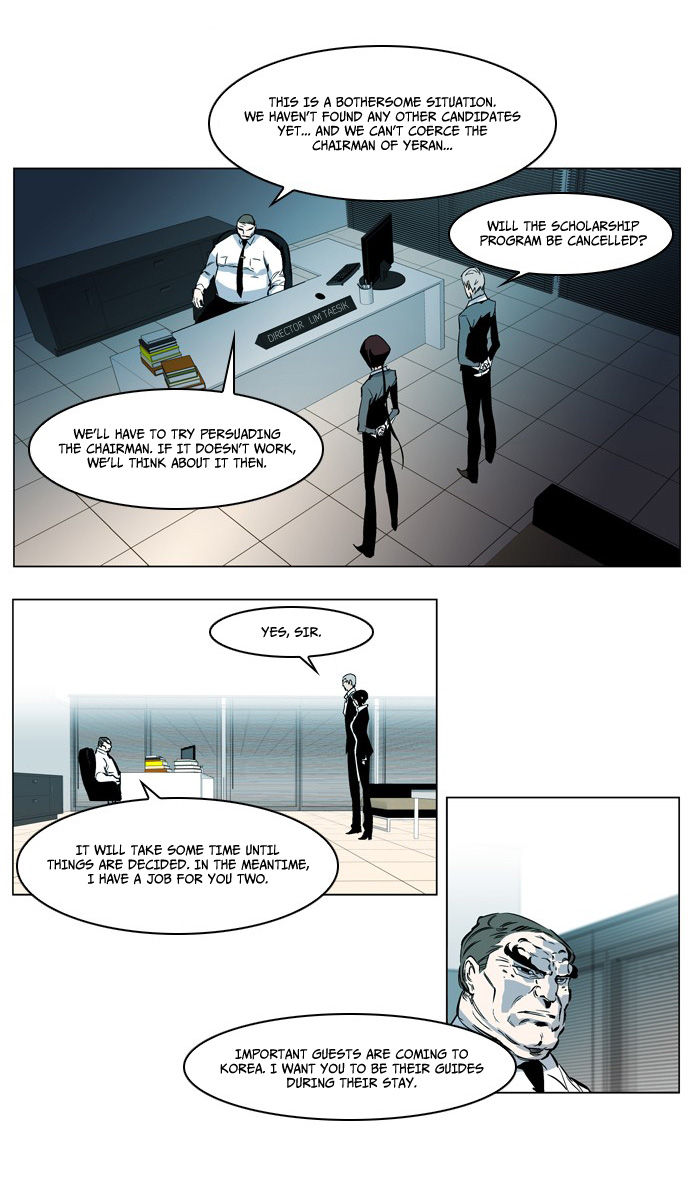 THIS IS A BOTHERSOME SITUATION.
WE HAVEN'T FOUND ANY OTHER CANDIDATES
YET... AND WE CAN'T COERCE THE
CHAIRMAN OF YERAN...
WILL THE SCHOLARSHIP
PROGRAM BE CANCELLED?
DIRECTOR LIM TAESIK
WE'LL HAVE TO TRY PERSUADING
THE CHAIRMAN. IF IT DOESN'T WORK,
WE'LL THINK ABOUT IT THEN.
YES, SIR.
IT WILL TAKE SOME TIME UNTIL
THINGS ARE DECIDED. IN THE MEANTIME,
I HAVE A JOB FOR YOU TWO.
IMPORTANT GUESTS ARE COMING TO
KOREA. I WANT YOU TO BE THEIR GUIDES
DURING THEIR STAY.